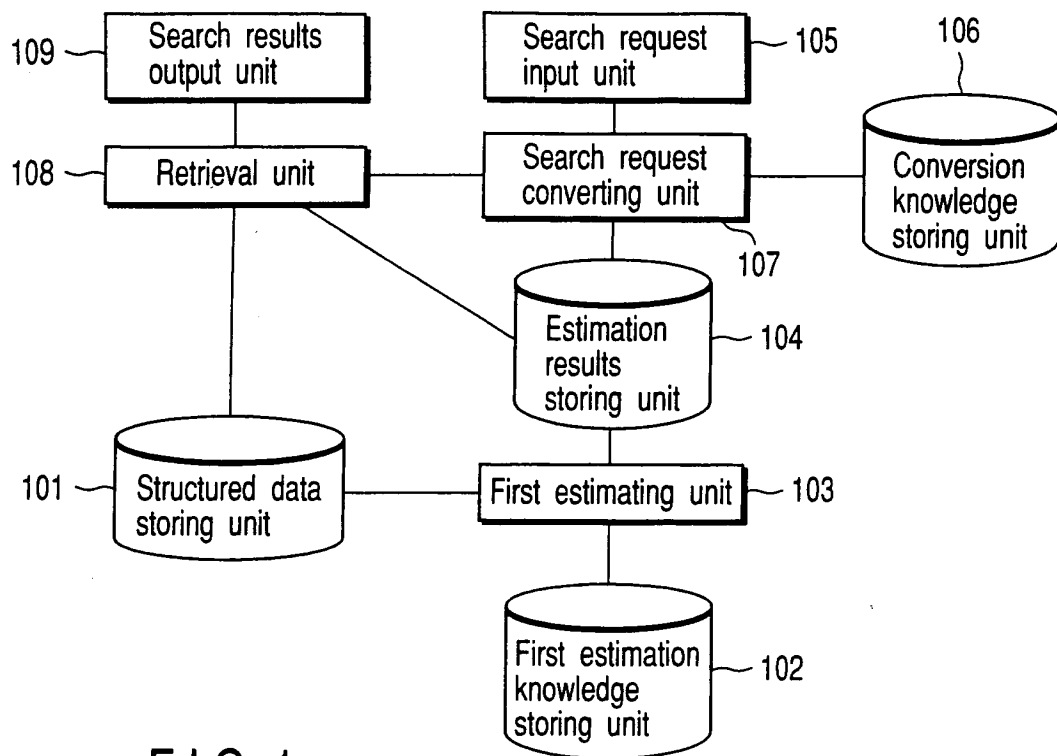 109
Search results
output unit
Search request
input unit
105
106
108
Retrieval unit
Search request
converting unit
107
Conversion
knowledge
storing unit
Estimation
results
storing unit
104
101
Structured data
storing unit
First estimating unit
103
First estimation
knowledge
storing unit
102